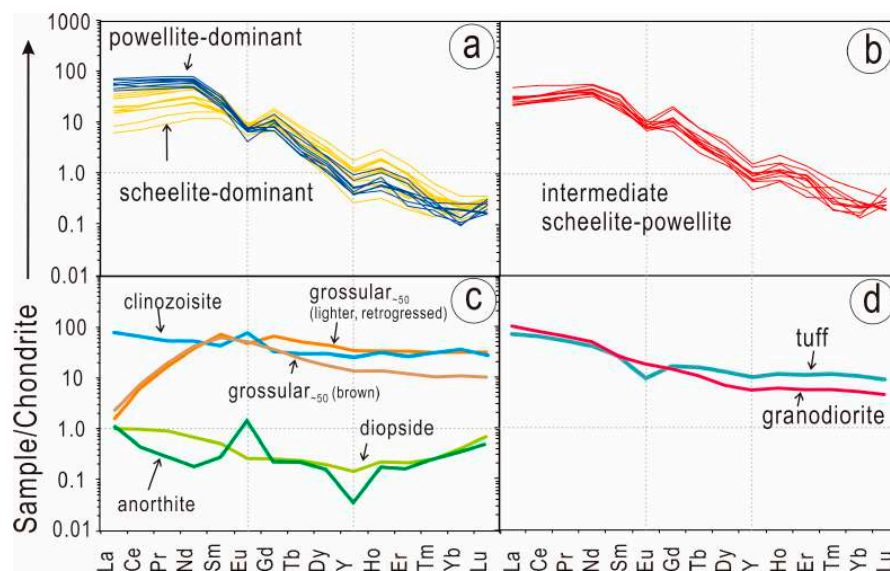 1000
100
10
1.0
0.1
0.01
100
10
1.0
0.1
0.01
Sample/Chondrite
a
powellite-dominant
scheelite-dominant
b
intermediate
scheelite-powellite
c
clinozoisite
grossular~50
(lighter, retrogressed)
grossular~50 (brown)
diopside
anorthite
d
tuff
granodiorite
La Ce Pr Nd Sm Eu Gd Tb Dy Y Ho Er Tm Yb Lu
La Ce Pr Nd Sm Eu Gd Tb Dy Y Ho Er Tm Yb Lu